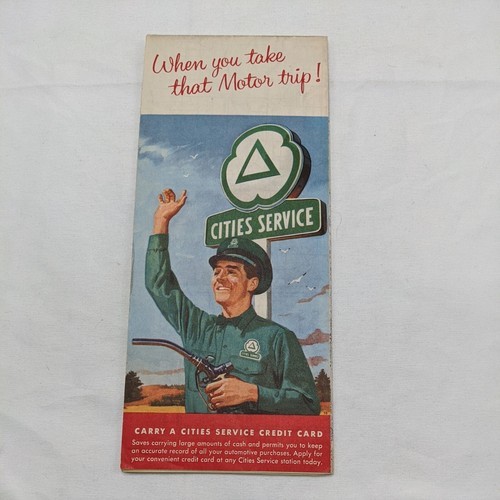 When you take
that Motor trip!
CITIES SERVICE
CARRY A CITIES SERVICE CREDIT CARD
Saves carrying large amounts of cash and permits you to keep
an accurate record of all your automotive purchases. Apply for
your convenient credit card at any Cities Service station today.